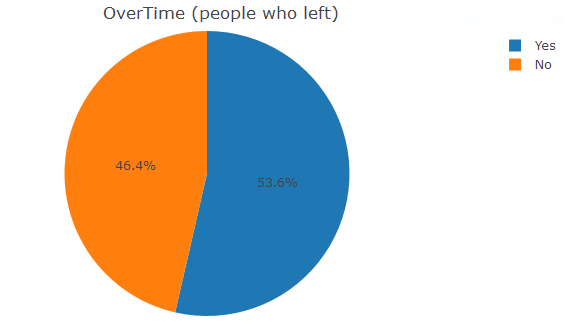 OverTime (people who left)
Yes
No
46.4%
53.6%